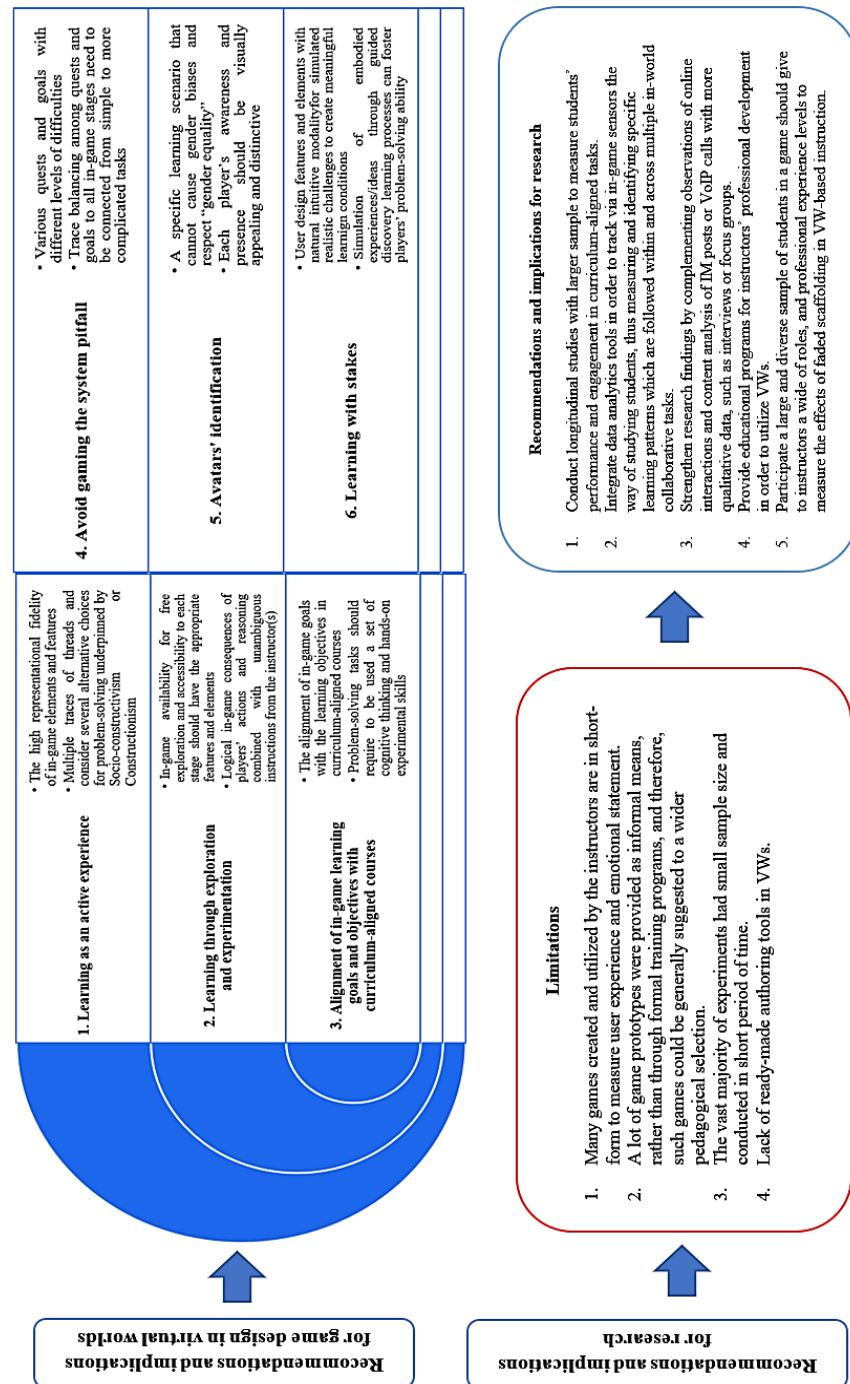 Recommendations and implications
for game design in virtual worlds
1. Learning as an active experience
• The high representational fidelity
of in-game elements and features
• Multiple traces of threads and
consider several alternative choices
for problem-solving underpinned by
Socio-constructivism or
Constructionism
4. Avoid gaming the system pitfall
• Various quests and goals with
different levels of difficulties
• Trace balancing among quests and
goals to all in-game stages need to
be connected from simple to more
complicated tasks
2. Learning through exploration
and experimentation
• In-game availability for free
exploration and accessibility to each
stage should have the appropriate
features and elements
• Logical in-game consequences of
players' actions and reasoning
combined with unambiguous
instructions from the instructor(s)
5. Avatars' identification
• A specific learning scenario that
cannot cause gender biases and
respect “gender equality”
• Each player's awareness and
presence should be visually
appealing and distinctive
3. Alignment of in-game learning
goals and objectives with
curriculum-aligned courses
• The alignment of in-game goals
with the learning objectives in
curriculum-aligned courses
• Problem-solving tasks should
require to be used a set of
cognitive thinking and hands-on
experimental skills
6. Learning with stakes
• User design features and elements with
natural intuitive modalityfor simulated
realistic challenges to create meaningful
learnign conditions
• Simulation of embodied
experiences/ideas through guided
discovery learning processes can foster
players' problem-solving ability
Recommendations and implications
for research
Limitations
1. Many games created and utilized by the instructors are in short-
form to measure user experience and emotional statement.
2. A lot of game prototypes were provided as informal means,
rather than through formal training programs, and therefore,
such games could be generally suggested to a wider
pedagogical selection.
3. The vast majority of experiments had small sample size and
conducted in short period of time.
4. Lack of ready-made authoring tools in VWs.
Recommendations and implications for research
1. Conduct longitudinal studies with larger sample to measure students’
performance and engagement in curriculum-aligned tasks.
2. Integrate data analytics tools in order to track via in-game sensors the
way of studying students, thus measuring and identifying specific
learning patterns which are followed within and across multiple in-world
collaborative tasks.
3. Strengthen research findings by complementing observations of online
interactions and content analysis of IM posts or VoIP calls with more
qualitative data, such as interviews or focus groups.
4. Provide educational programs for instructors’ professional development
in order to utilize VWs.
5. Participate a large and diverse sample of students in a game should give
to instructors a wide of roles, and professional experience levels to
measure the effects of faded scaffolding in VW-based instruction.